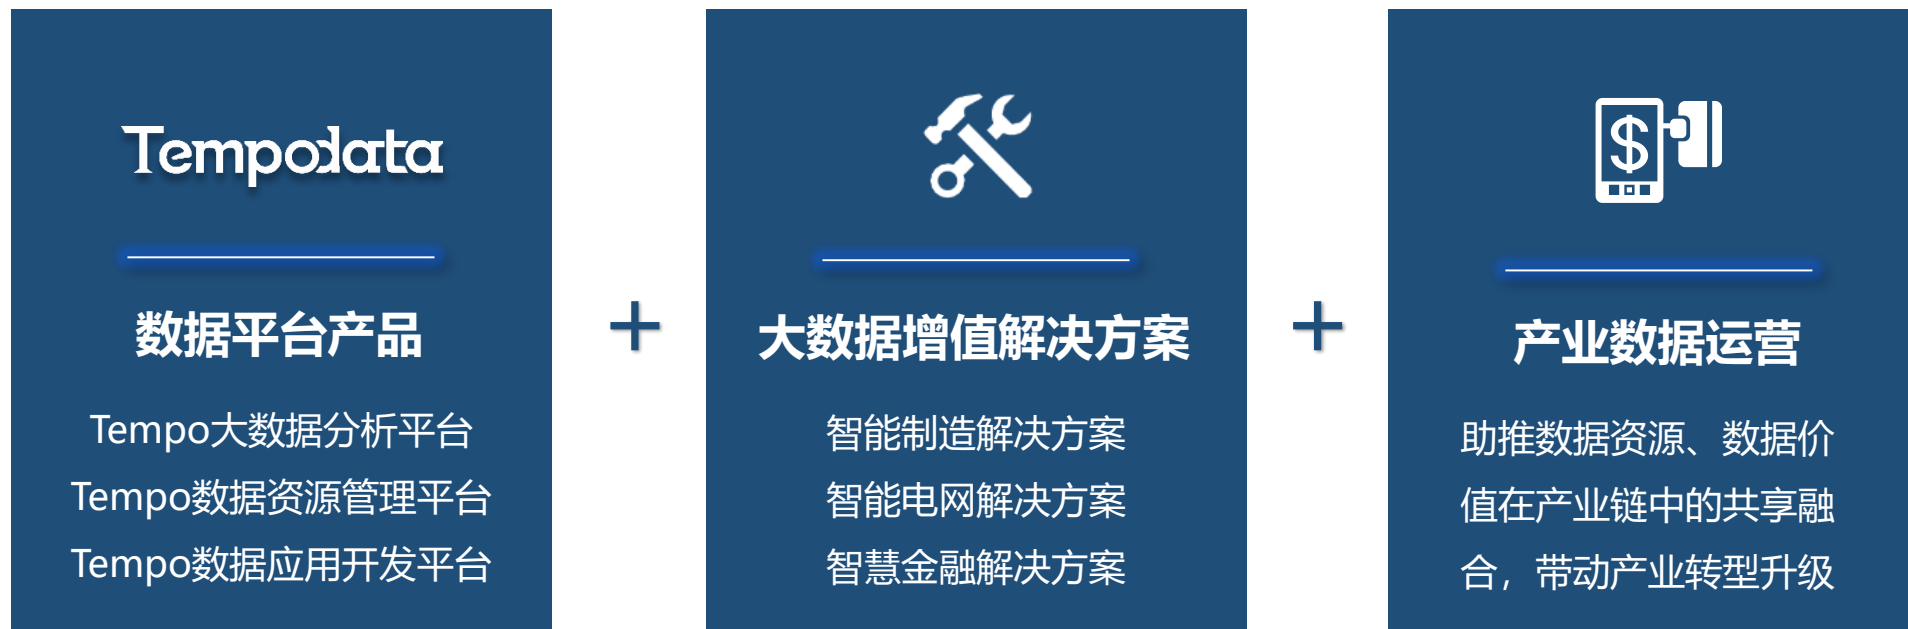 Tempodata
数据平台产品
Tempo大数据分析平台
Tempo数据资源管理平台
Tempo数据应用开发平台
+
大数据增值解决方案
智能制造解决方案
智能电网解决方案
智慧金融解决方案
+
$
产业数据运营
助推数据资源、数据价
值在产业链中的共享融
合，带动产业转型升级